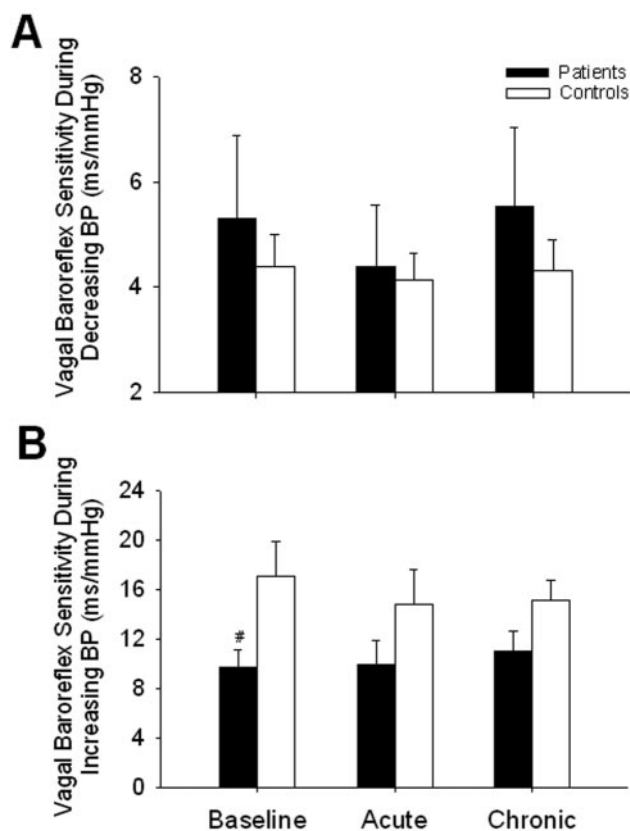 A
Vagal Baroreflex Sensitivity During
Decreasing BP (ms/mmHg)
8
6
4
2
Patients
Controls
B
Vagal Baroreflex Sensitivity During
Increasing BP (ms/mmHg)
24
20
16
12
8
4
0
#
Baseline Acute Chronic